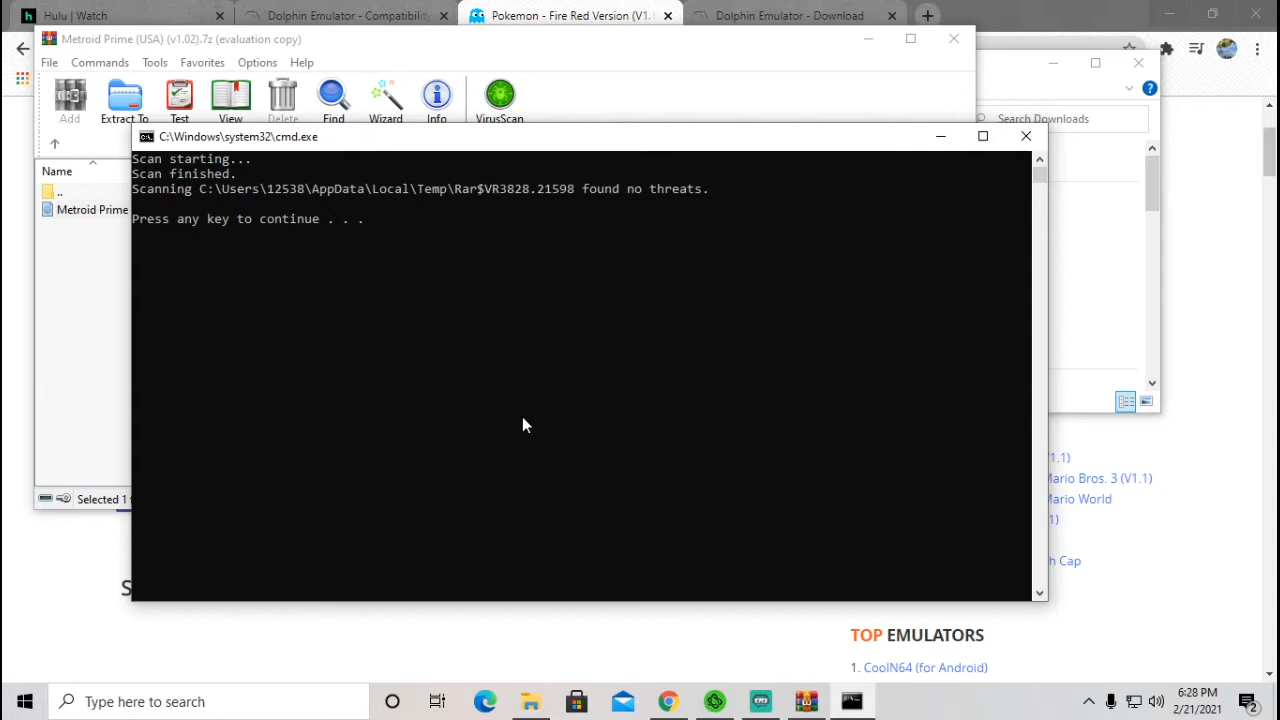 Hulu | Watch
Dolphin Emulator - Compatibility
Pokemon - Fire Red Version (V1.1
Dolphin Emulator - Download
Metroid Prime (USA) (v1.02).7z (evaluation copy)
File Commands Tools Favorites Options Help
Add Extract To Test View Delete Find Wizard Info VirusScan
Search Downloads
C:\Windows\system32\cmd.exe
Name
..
Metroid Prime
Scan starting...
Scan finished.
Scanning C:\Users\12538\AppData\Local\Temp\Rar$VR3828.21598 found no threats.
Press any key to continue . . .
Selected 1
V1.1)
Mario Bros. 3 (V1.1)
Mario World
1)
h Cap
S
TOP EMULATORS
1. CoolN64 (for Android)
Type here to search
6:28 PM
2/21/2021
2